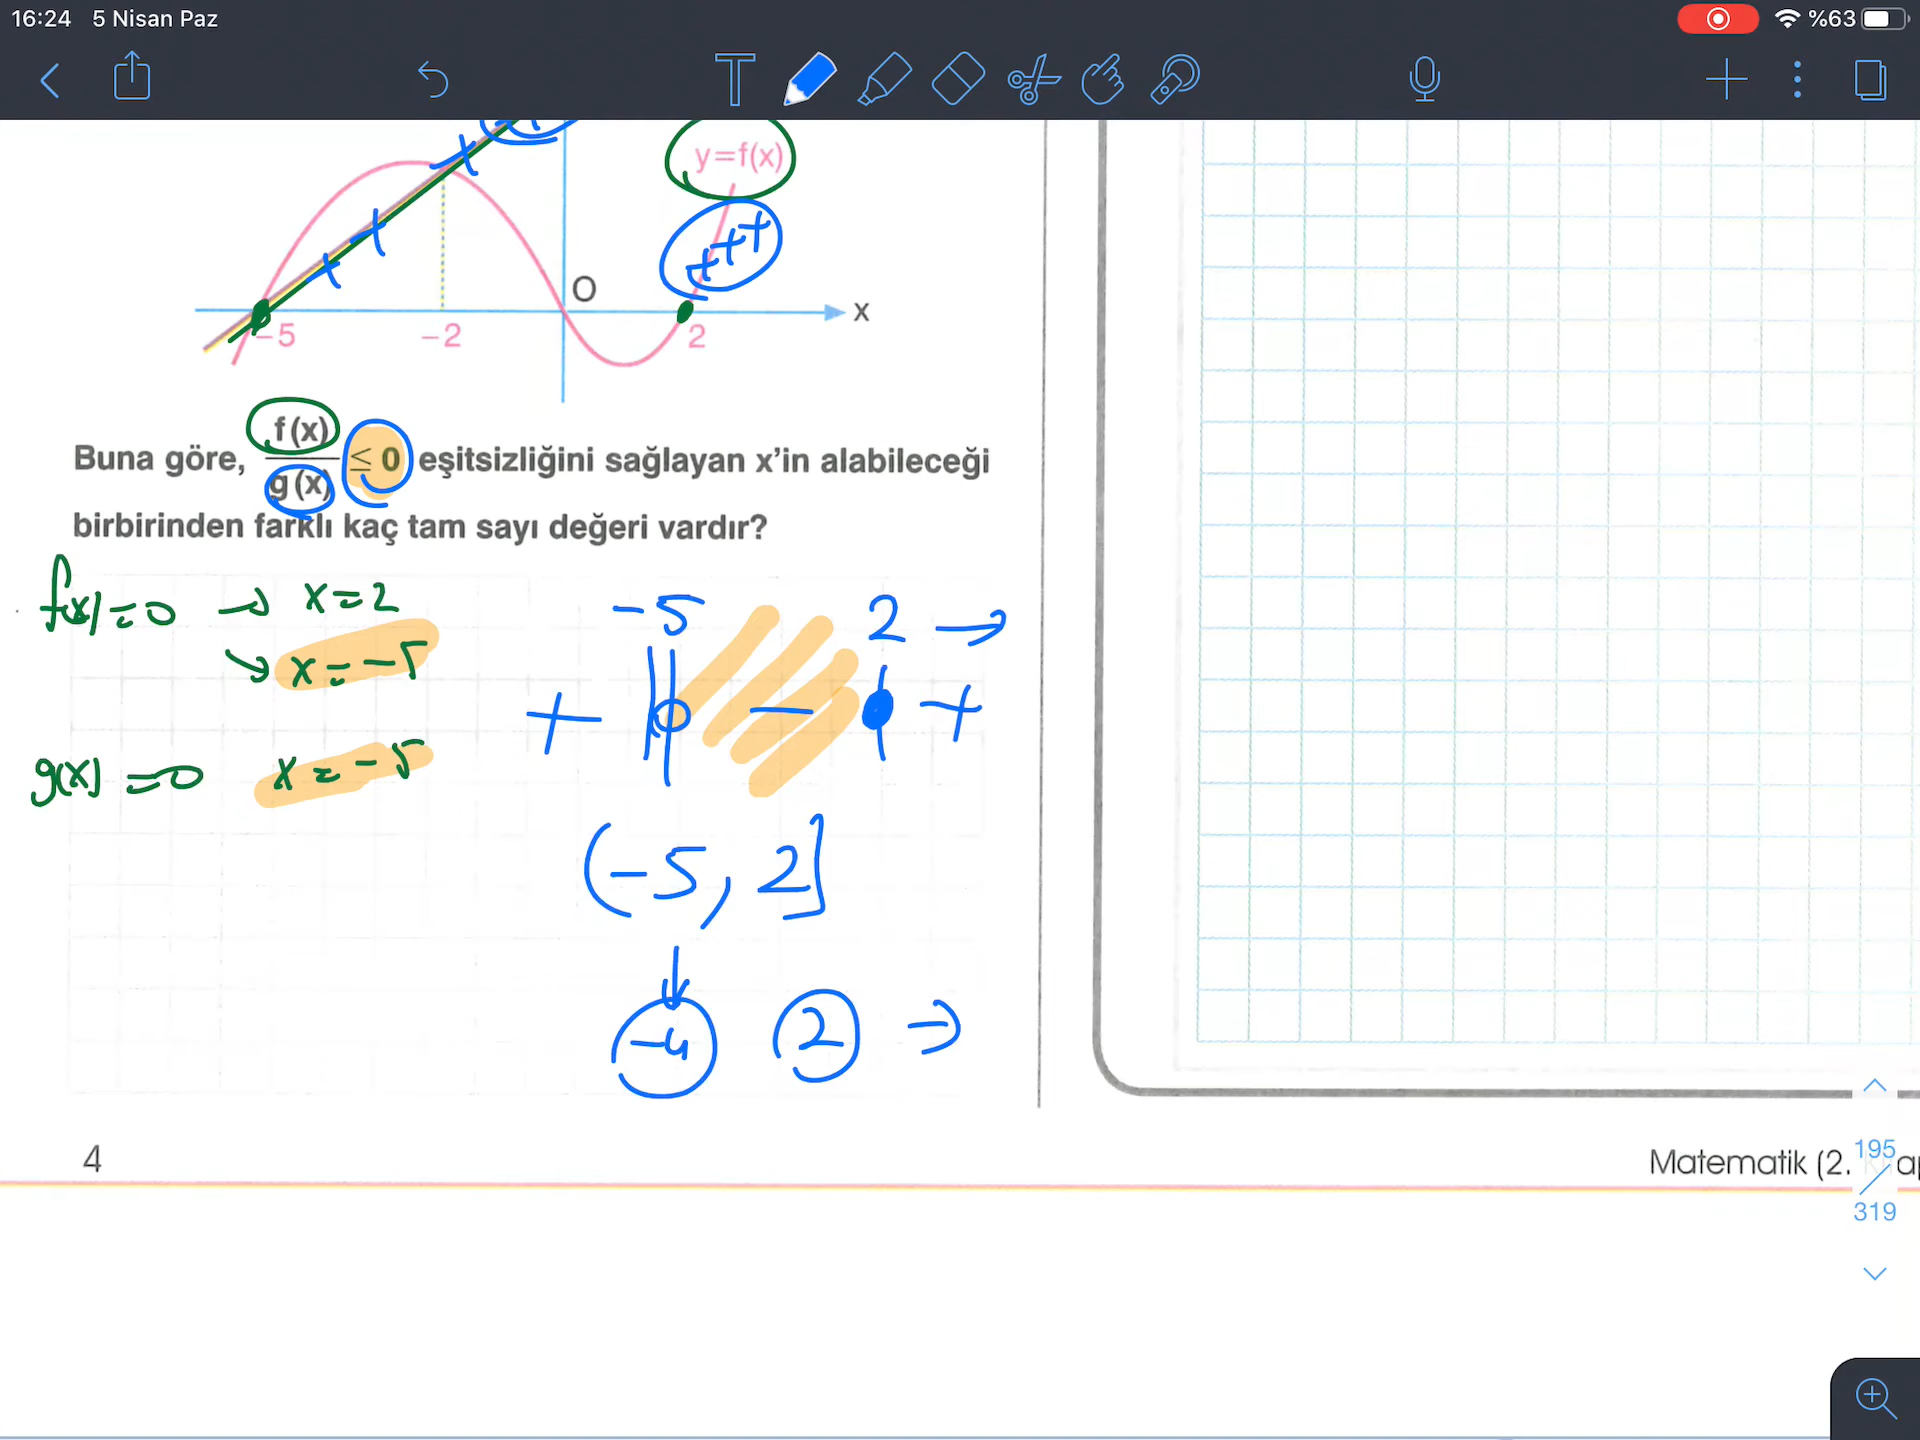 16:24 5 Nisan Paz %63
y=f(x)
+++
O
x
-5 -2 2
Buna göre, f(x)/g(x) ≤ 0 eşitsizliğini sağlayan x'in alabileceği
birbirinden farklı kaç tam sayı değeri vardır?
f(x)=0 → x=2
↘ x=-5
g(x)=0 x=-5
-5 2 →
+ - +
(-5, 2]
↓
-4 2 ⇒
4
Matematik (2.
195
319